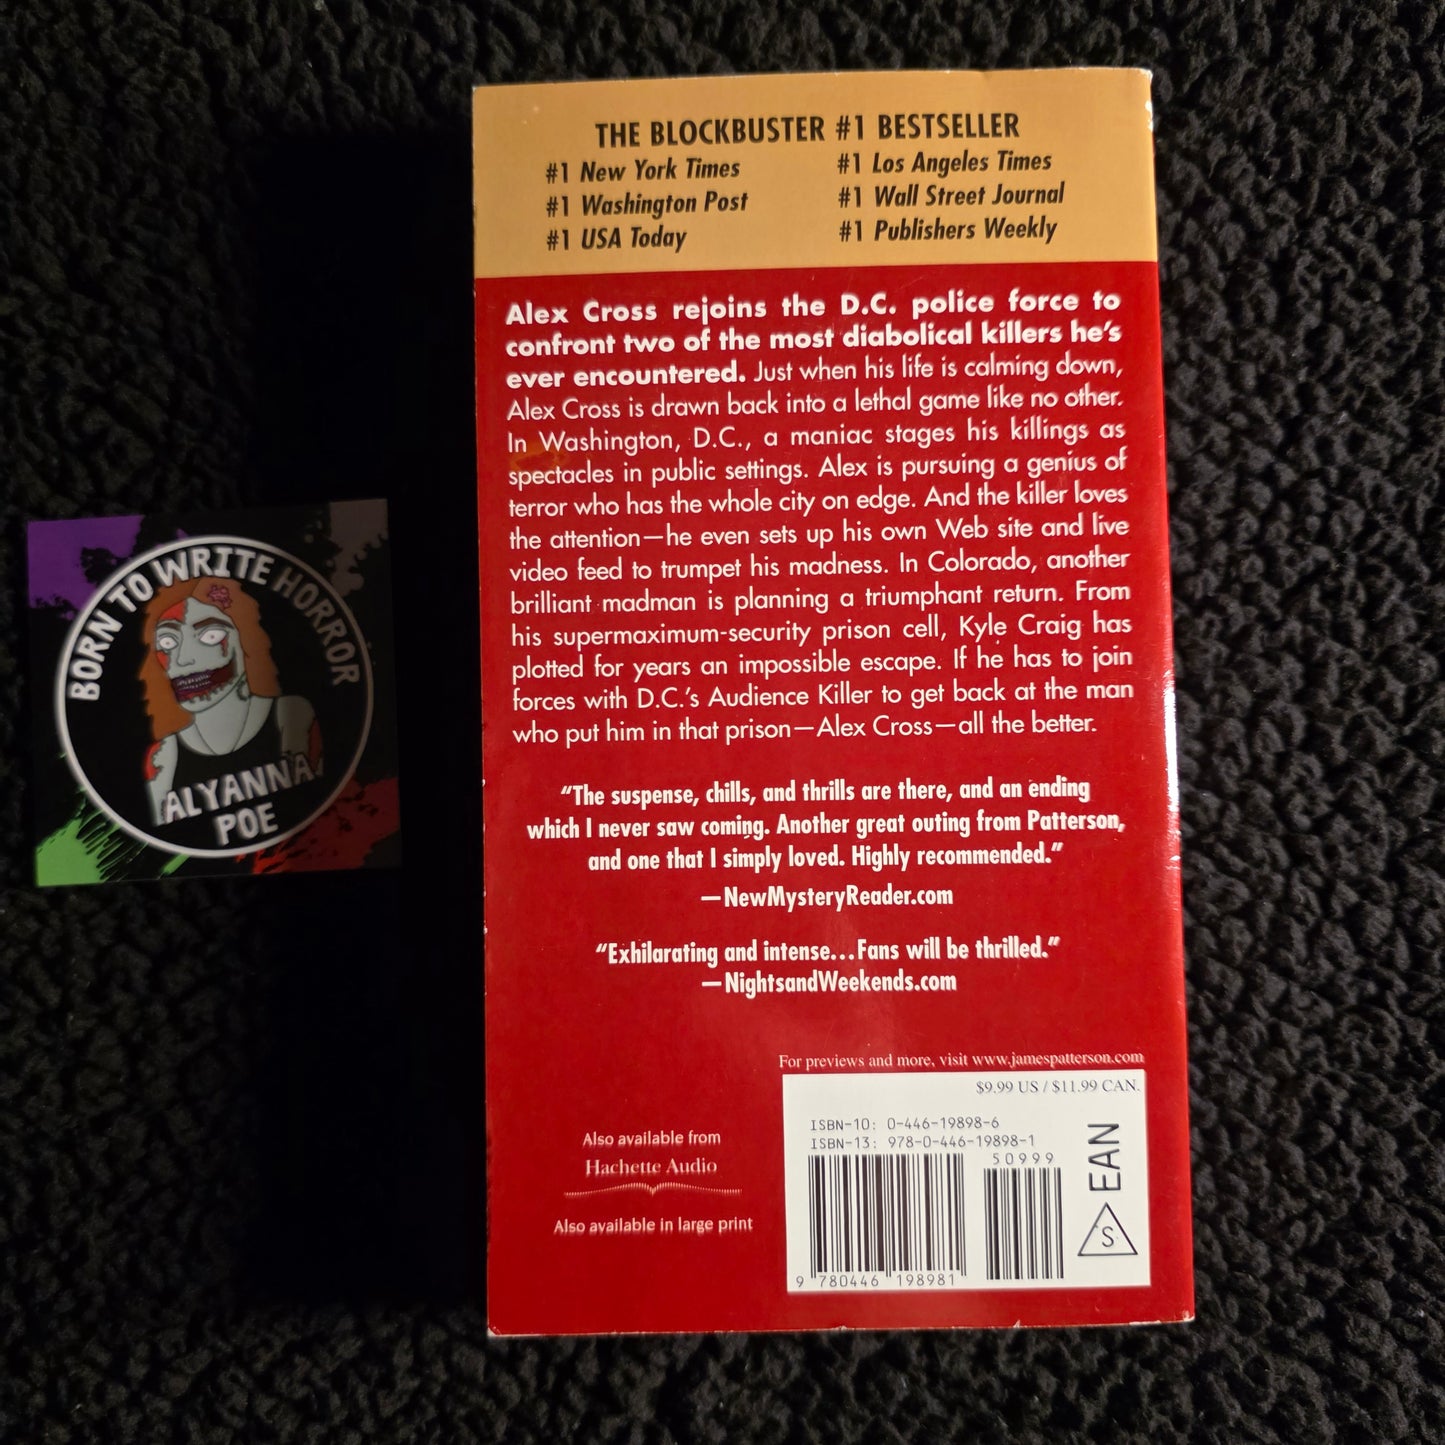 THE BLOCKBUSTER #1 BESTSELLER
#1 New York Times
#1 Washington Post
#1 USA Today
#1 Los Angeles Times
#1 Wall Street Journal
#1 Publishers Weekly
Alex Cross rejoins the D.C. police force to
confront two of the most diabolical killers he's
ever encountered. Just when his life is calming down,
Alex Cross is drawn back into a lethal game like no other.
In Washington, D.C., a maniac stages his killings as
spectacles in public settings. Alex is pursuing a genius of
terror who has the whole city on edge. And the killer loves
the attention—he even sets up his own Web site and live
video feed to trumpet his madness. In Colorado, another
brilliant madman is planning a triumphant return. From
his supermaximum-security prison cell, Kyle Craig has
plotted for years an impossible escape. If he has to join
forces with D.C.'s Audience Killer to get back at the man
who put him in that prison—Alex Cross—all the better.
"The suspense, chills, and thrills are there, and an ending
which I never saw coming. Another great outing from Patterson,
and one that I simply loved. Highly recommended."
—NewMysteryReader.com
"Exhilarating and intense...Fans will be thrilled."
—NightsandWeekends.com
For previews and more, visit www.jamespatterson.com
$9.99 US / $11.99 CAN.
ISBN-10: 0-446-19898-6
ISBN-13: 978-0-446-19898-1
50999
EAN
S
9 780446 198981
Also available from
Hachette Audio
Also available in large print
BORN TO WRITE HORROR
ALYANNA
POE